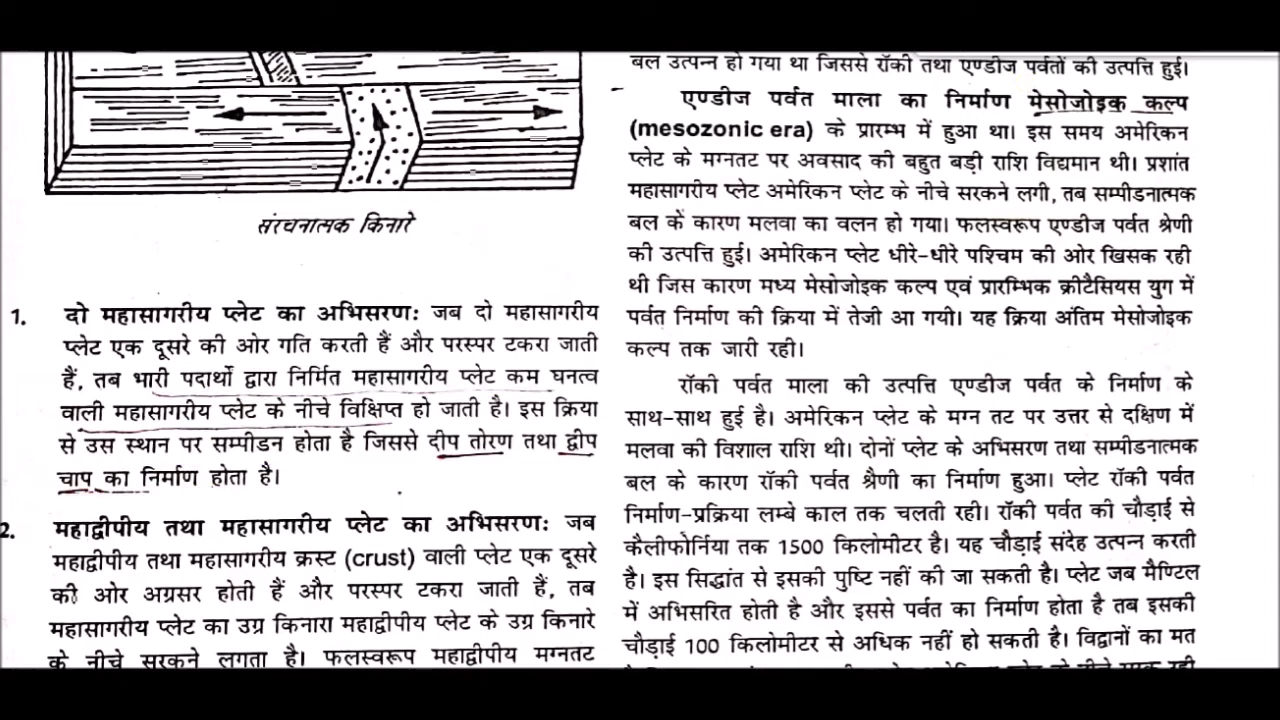 संरचनात्मक किनारे
1. दो महासागरीय प्लेट का अभिसरण: जब दो महासागरीय
प्लेट एक दूसरे की ओर गति करती हैं और परस्पर टकरा जाती
हैं, तब भारी पदार्थो द्वारा निर्मित महासागरीय प्लेट कम घनत्व
वाली महासागरीय प्लेट के नीचे विक्षिप्त हो जाती है। इस क्रिया
से उस स्थान पर सम्पीडन होता है जिससे दीप तोरण तथा द्वीप
चाप का निर्माण होता है।
2. महाद्वीपीय तथा महासागरीय प्लेट का अभिसरण: जब
महाद्वीपीय तथा महासागरीय क्रस्ट (crust) वाली प्लेट एक दूसरे
की ओर अग्रसर होती हैं और परस्पर टकरा जाती हैं, तब
महासागरीय प्लेट का उग्र किनारा महाद्वीपीय प्लेट के उग्र किनारे
के नीचे सरकने लगता है। फलस्वरूप महाद्वीपीय मग्नतट
बल उत्पन्न हो गया था जिससे रॉकी तथा एण्डीज पर्वतों की उत्पत्ति हुई।
एण्डीज पर्वत माला का निर्माण मेसोजोइक कल्प
(mesozonic era) के प्रारम्भ में हुआ था। इस समय अमेरिकन
प्लेट के मग्नतट पर अवसाद की बहुत बड़ी राशि विद्यमान थी। प्रशांत
महासागरीय प्लेट अमेरिकन प्लेट के नीचे सरकने लगी, तब सम्पीडनात्मक
बल के कारण मलवा का वलन हो गया। फलस्वरूप एण्डीज पर्वत श्रेणी
की उत्पत्ति हुई। अमेरिकन प्लेट धीरे-धीरे पश्चिम की ओर खिसक रही
थी जिस कारण मध्य मेसोजोइक कल्प एवं प्रारम्भिक क्रीटैसियस युग में
पर्वत निर्माण की क्रिया में तेजी आ गयी। यह क्रिया अंतिम मेसोजोइक
कल्प तक जारी रही।
रॉकी पर्वत माला की उत्पत्ति एण्डीज पर्वत के निर्माण के
साथ-साथ हुई है। अमेरिकन प्लेट के मग्न तट पर उत्तर से दक्षिण में
मलवा की विशाल राशि थी। दोनों प्लेट के अभिसरण तथा सम्पीडनात्मक
बल के कारण रॉकी पर्वत श्रैणी का निर्माण हुआ। प्लेट रॉकी पर्वत
निर्माण-प्रक्रिया लम्बे काल तक चलती रही। रॉकी पर्वत की चौड़ाई से
कैलीफोर्निया तक 1500 किलोमीटर है। यह चौड़ाई संदेह उत्पन्न करती
है। इस सिद्धांत से इसकी पुष्टि नहीं की जा सकती है। प्लेट जब मैण्टिल
में अभिसरित होती है और इससे पर्वत का निर्माण होता है तब इसकी
चौड़ाई 100 किलोमीटर से अधिक नहीं हो सकती है। विद्वानों का मत